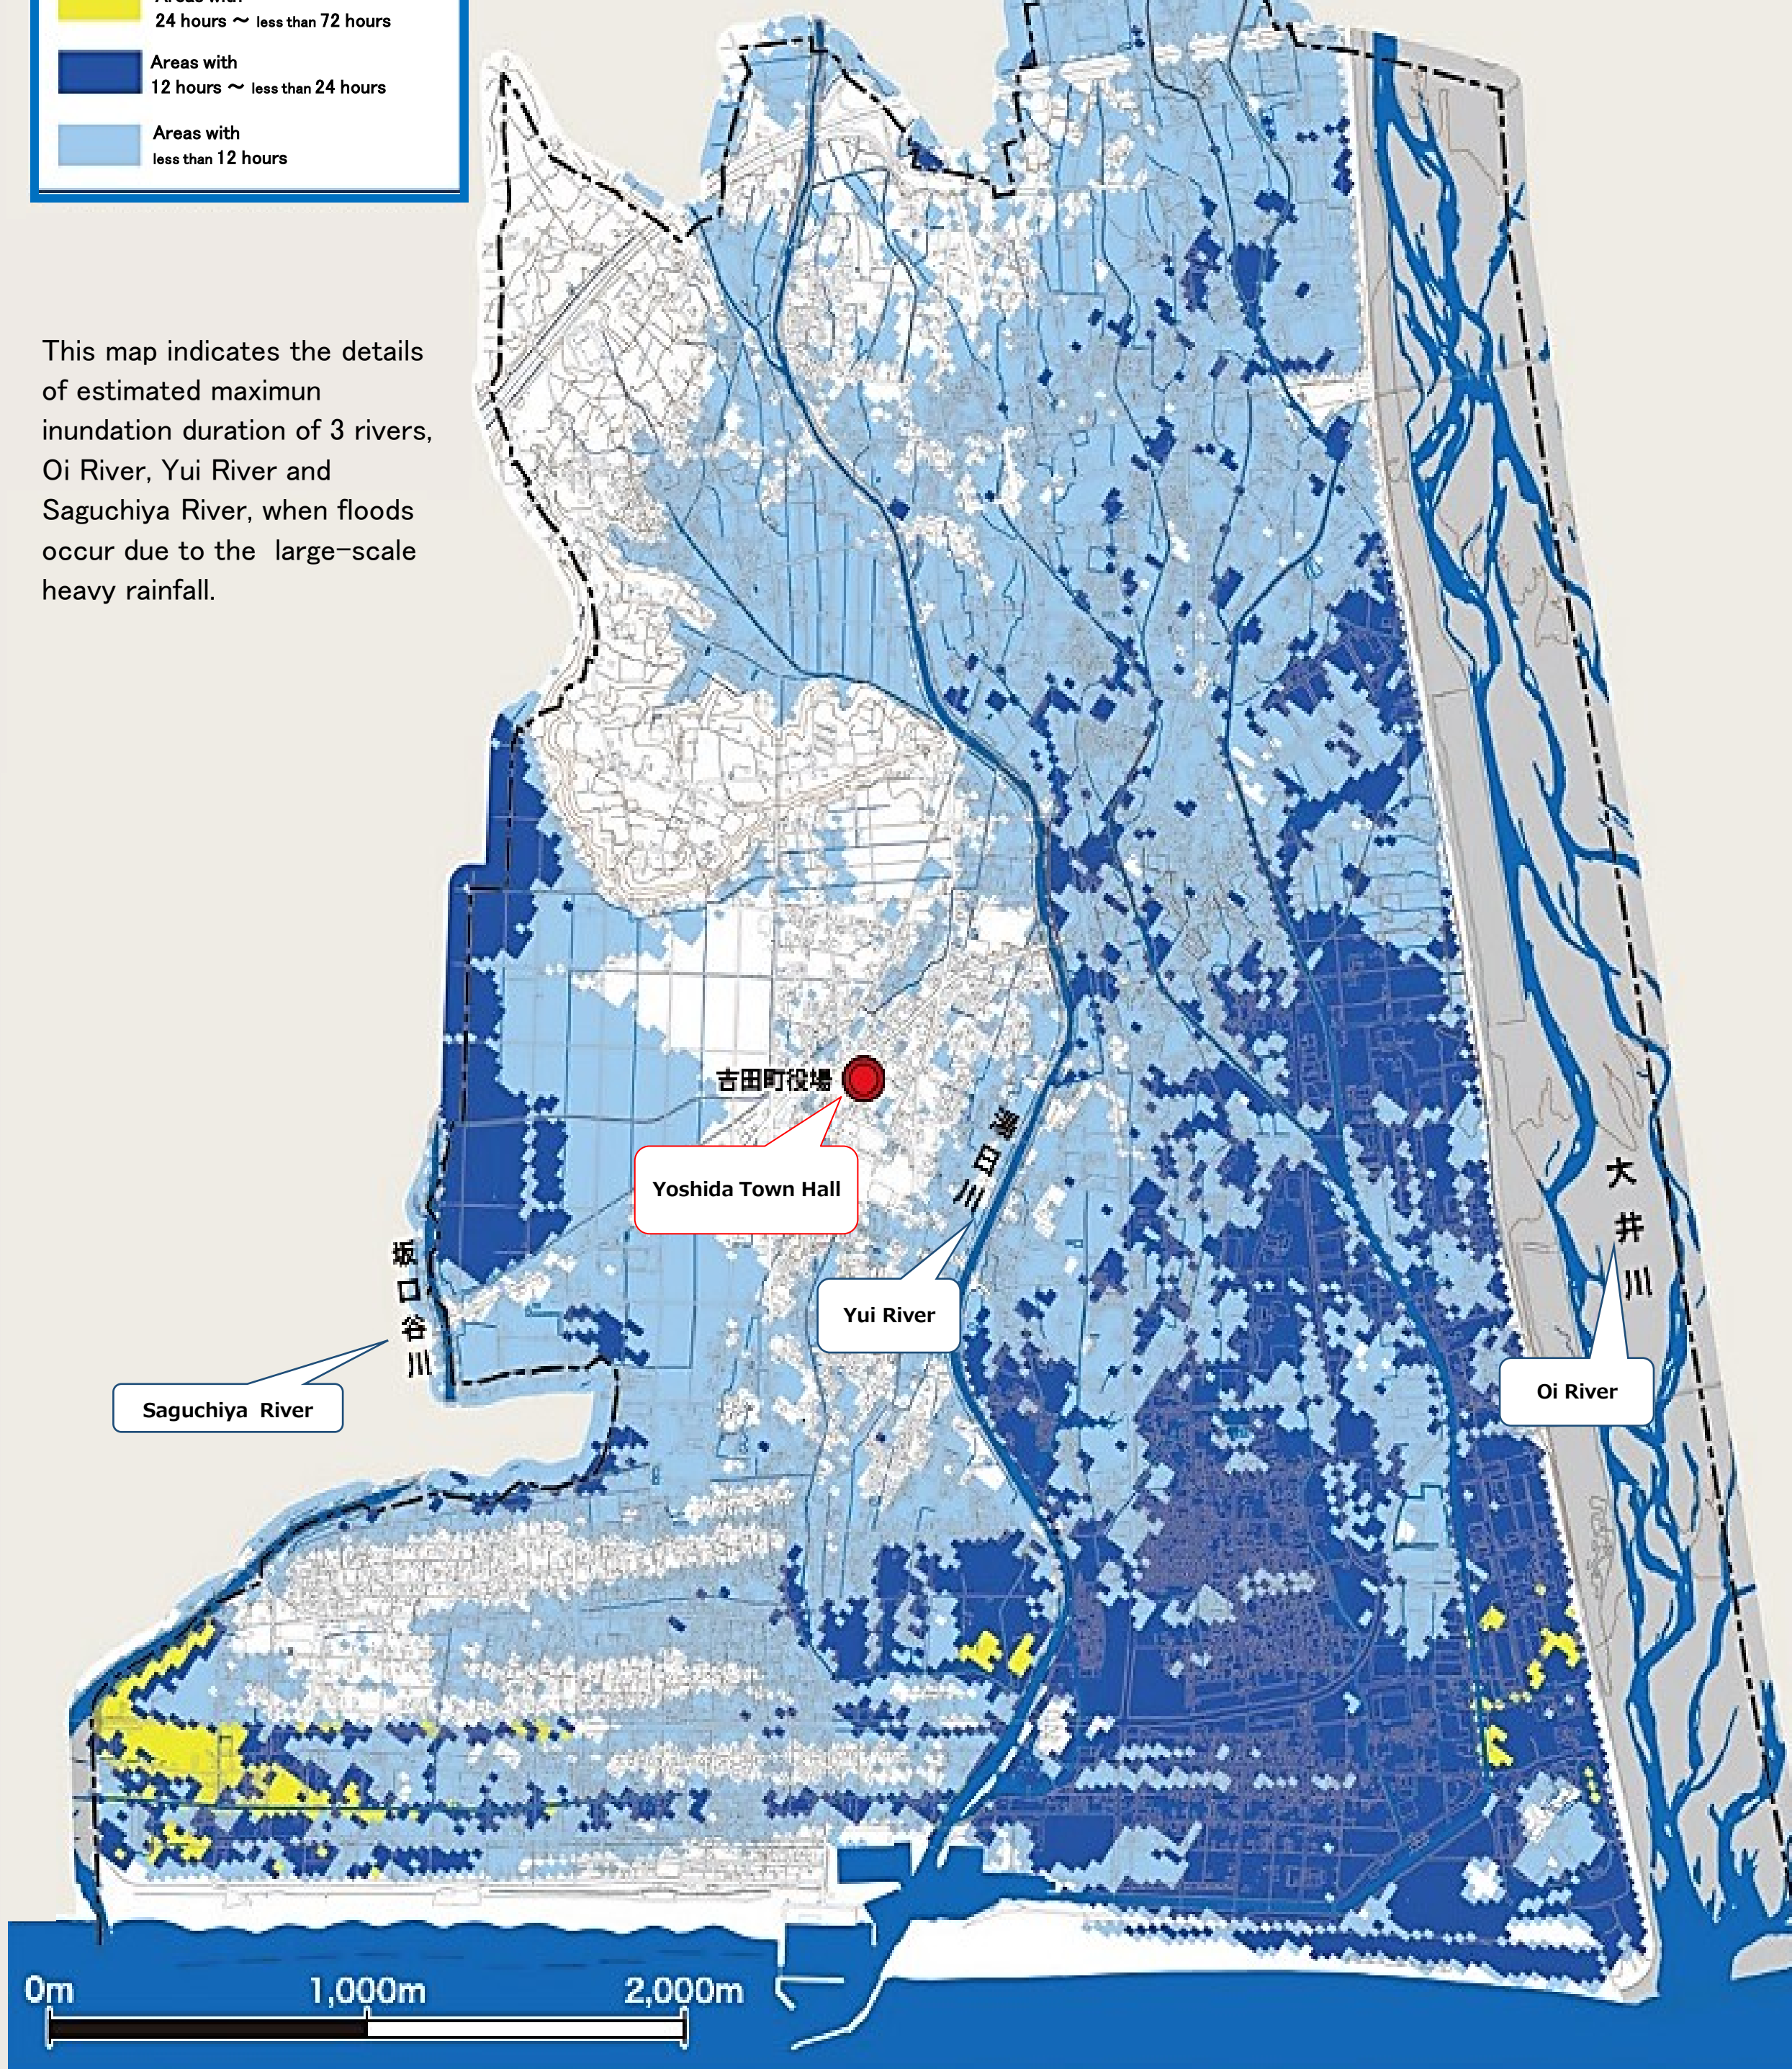 24 hours ～ less than 72 hours
Areas with
12 hours ～ less than 24 hours
Areas with
less than 12 hours
This map indicates the details
of estimated maximun
inundation duration of 3 rivers,
Oi River, Yui River and
Saguchiya River, when floods
occur due to the large-scale
heavy rainfall.
吉田町役場
Yoshida Town Hall
湯日川
Yui River
大井川
Oi River
坂口谷川
Saguchiya River
0m 1,000m 2,000m